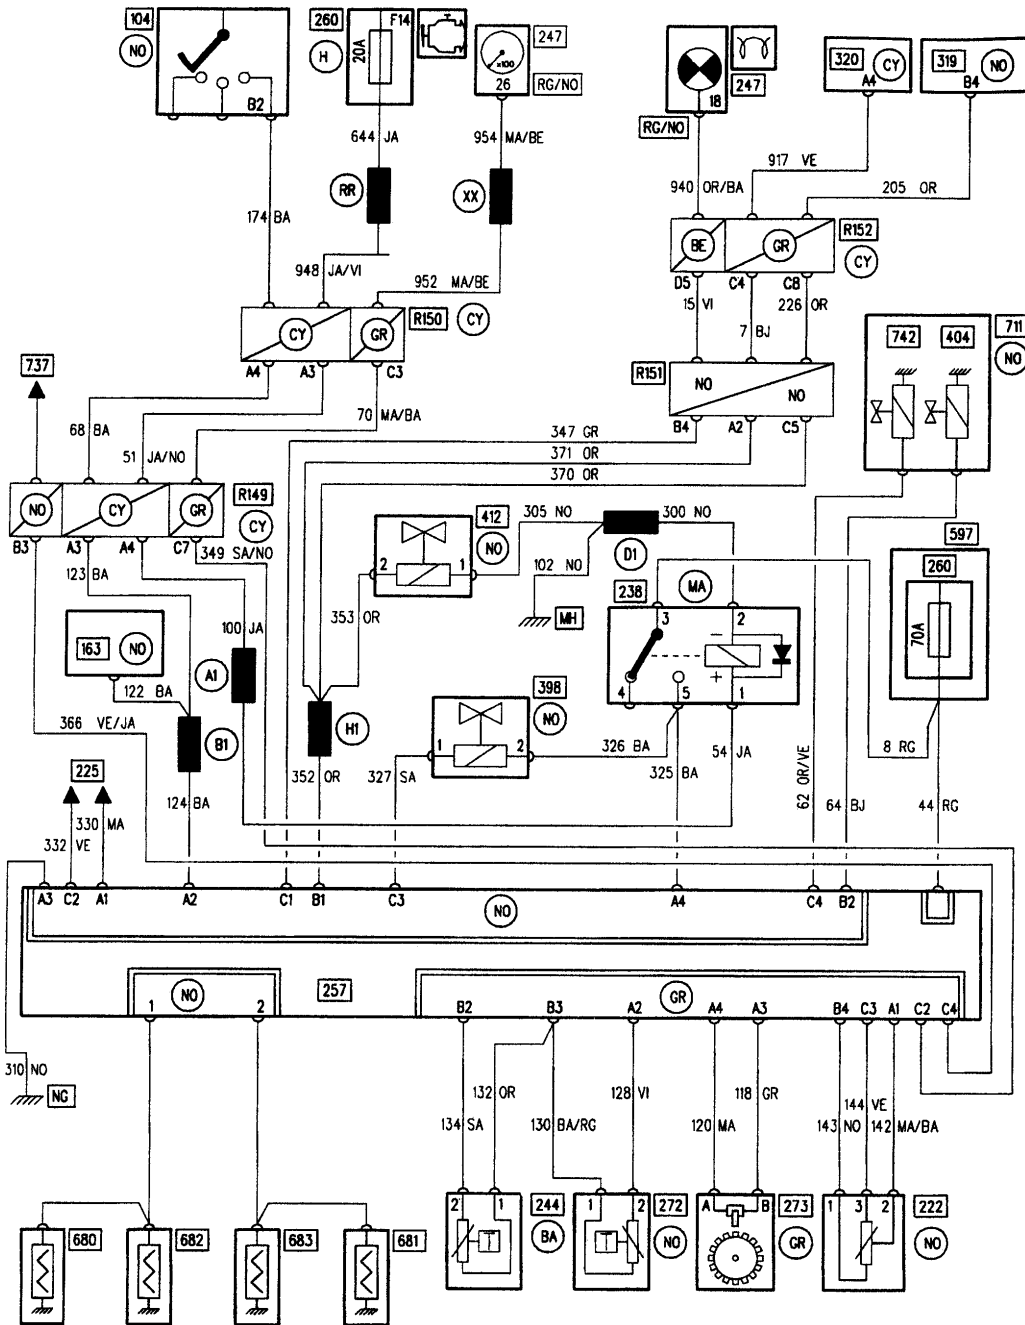 104
NO
B2
260
H
F14
20A
x100
26
247
RG/NO
18
247
RG/NO
320
CY
A4
319
NO
B4
644 JA
954 MA/BE
RR
XX
174 BA
948 JA/VI
952 MA/BE
917 VE
205 OR
940 OR/BA
BE
GR
R152
CY
D5 C4 C8
15 VI
7 BJ
226 OR
CY
GR
R150
CY
A4 A3 C3
R151
NO
NO
B4 A2 C5
742
404
711
NO
737
68 BA
51 JA/NO
70 MA/BA
347 GR
371 OR
370 OR
NO
CY
GR
R149
CY
B3 A3 A4 C7
349 SA/NO
123 BA
412
NO
2 1
305 NO
300 NO
D1
102 NO
MH
353 OR
597
260
70A
238
MA
3 2
4 5 1
- +
163
NO
122 BA
100 JA
A1
366 VE/JA
B1
H1
398
NO
1 2
326 BA
54 JA
8 RG
352 OR
327 SA
325 BA
62 OR/VE
64 BJ
44 RG
225
330 MA
332 VE
124 BA
A3 C2 A1 A2 C1 B1 C3 A4 C4 B2
NO
NO
1 2
257
GR
B2 B3 A2 A4 A3 B4 C3 A1 C2 C4
310 NO
NG
132 OR
134 SA
130 BA/RG
128 VI
118 GR
120 MA
144 VE
143 NO
142 MA/BA
680
682
683
681
2 1
T
244
BA
1 2
T
272
NO
A B
273
GR
1 3 2
222
NO